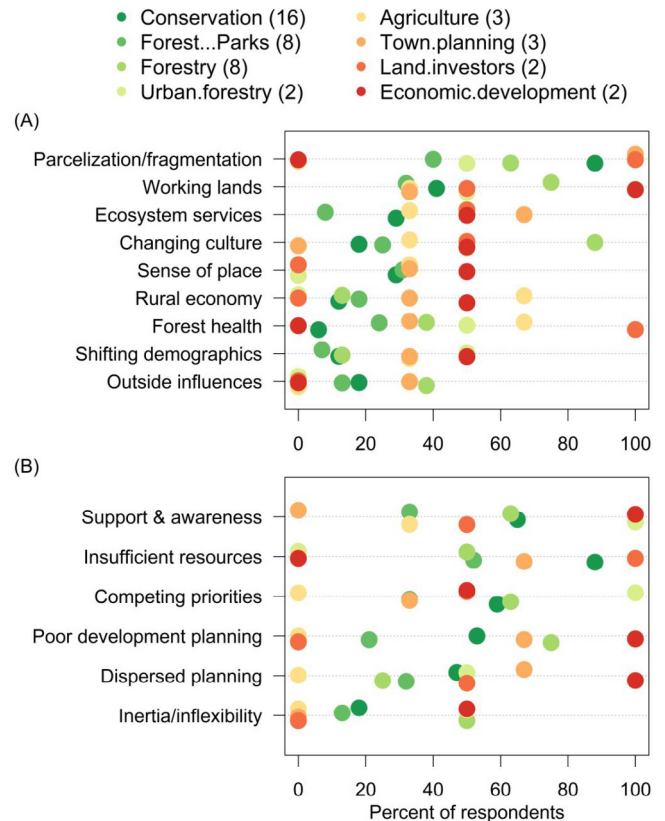 Conservation (16) Agriculture (3)
Forest...Parks (8) Town.planning (3)
Forestry (8) Land.investors (2)
Urban.forestry (2) Economic.development (2)
(A)
Parcelization/fragmentation
Working lands
Ecosystem services
Changing culture
Sense of place
Rural economy
Forest health
Shifting demographics
Outside influences
0 20 40 60 80 100
(B)
Support & awareness
Insufficient resources
Competing priorities
Poor development planning
Dispersed planning
Inertia/inflexibility
0 20 40 60 80 100
Percent of respondents